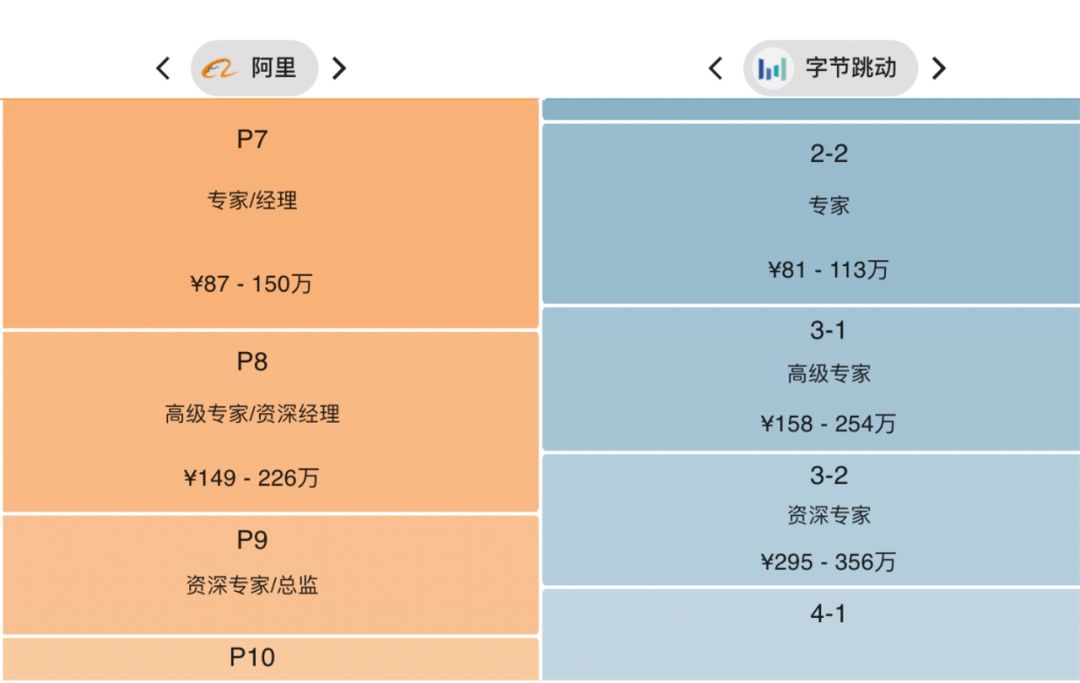 阿里
P7
专家/经理
¥87 - 150万
P8
高级专家/资深经理
¥149 - 226万
P9
资深专家/总监
P10
字节跳动
2-2
专家
¥81 - 113万
3-1
高级专家
¥158 - 254万
3-2
资深专家
¥295 - 356万
4-1